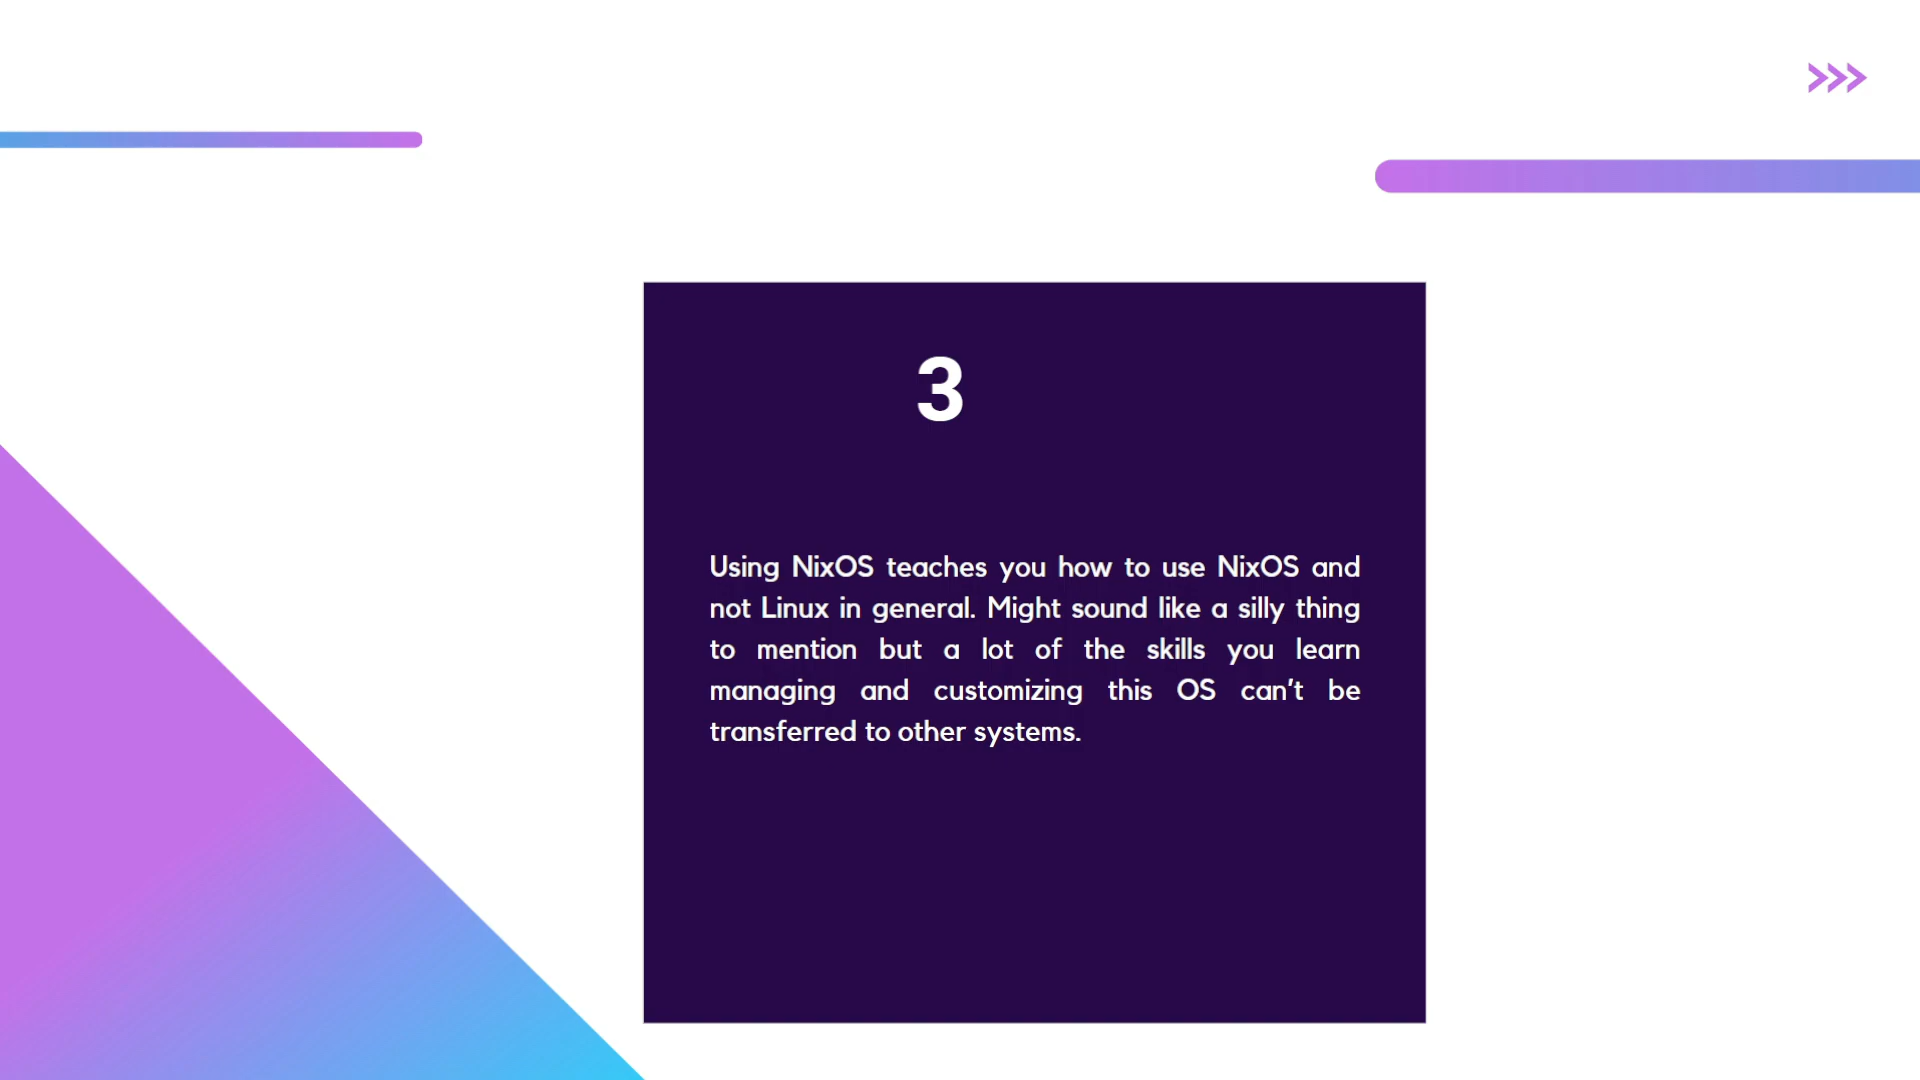 3
Using NixOS teaches you how to use NixOS and
not Linux in general. Might sound like a silly thing
to mention but a lot of the skills you learn
managing and customizing this OS can't be
transferred to other systems.